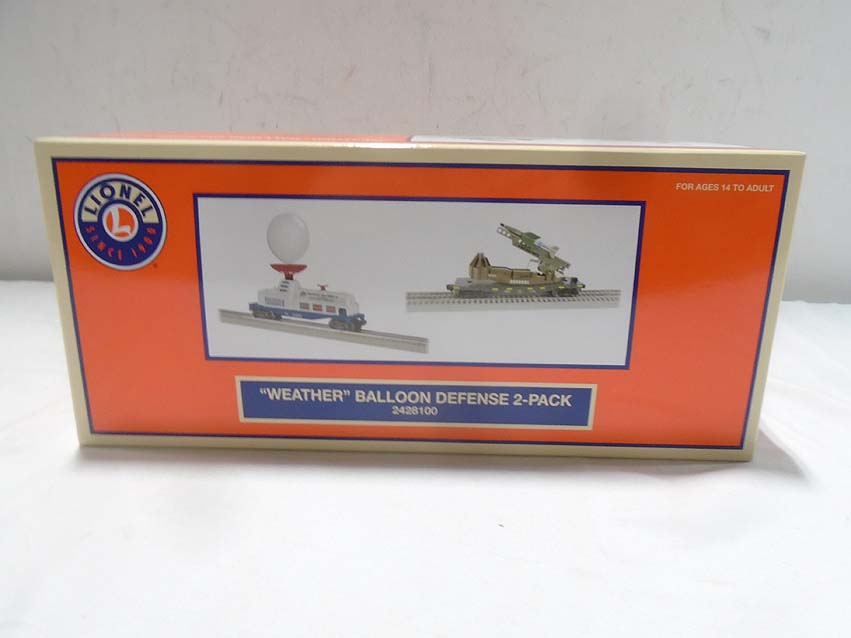 LIONEL
L
SINCE 1900
®
FOR AGES 14 TO ADULT
"WEATHER" BALLOON DEFENSE 2-PACK
2428100